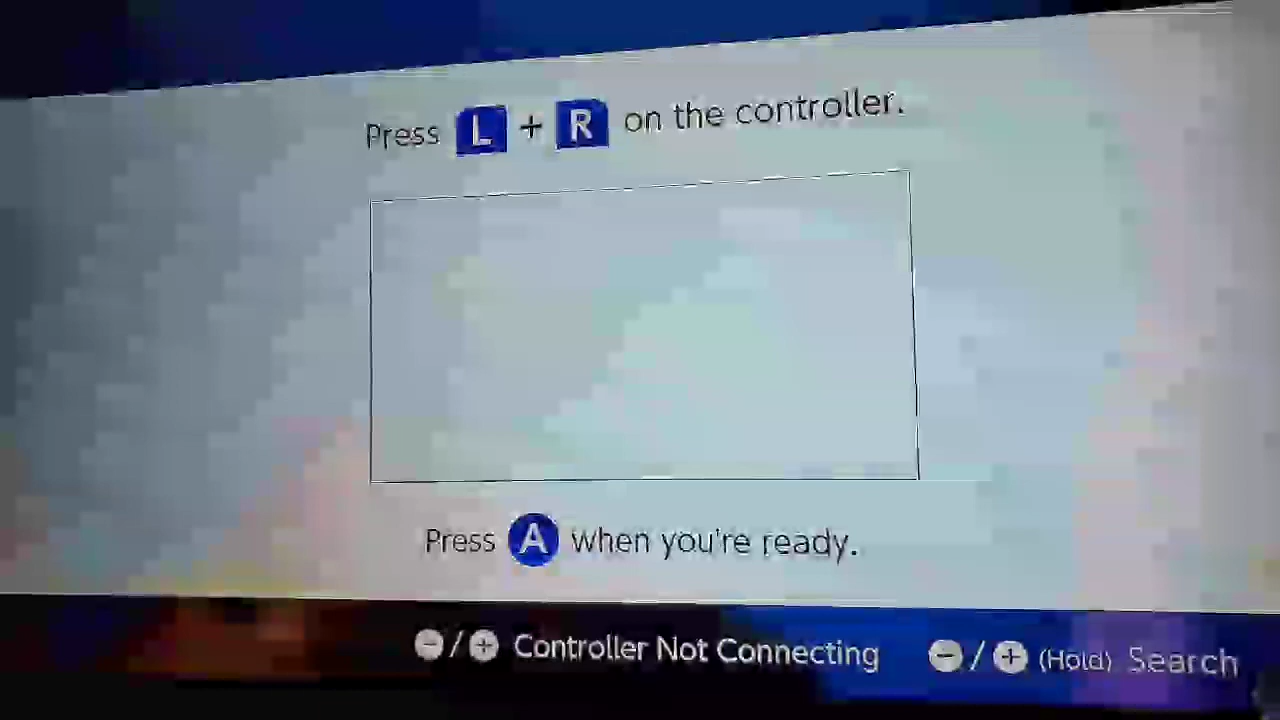 Press L + R on the controller.
Press A when you're ready.
-/+ Controller Not Connecting -/+ (Hold) Search